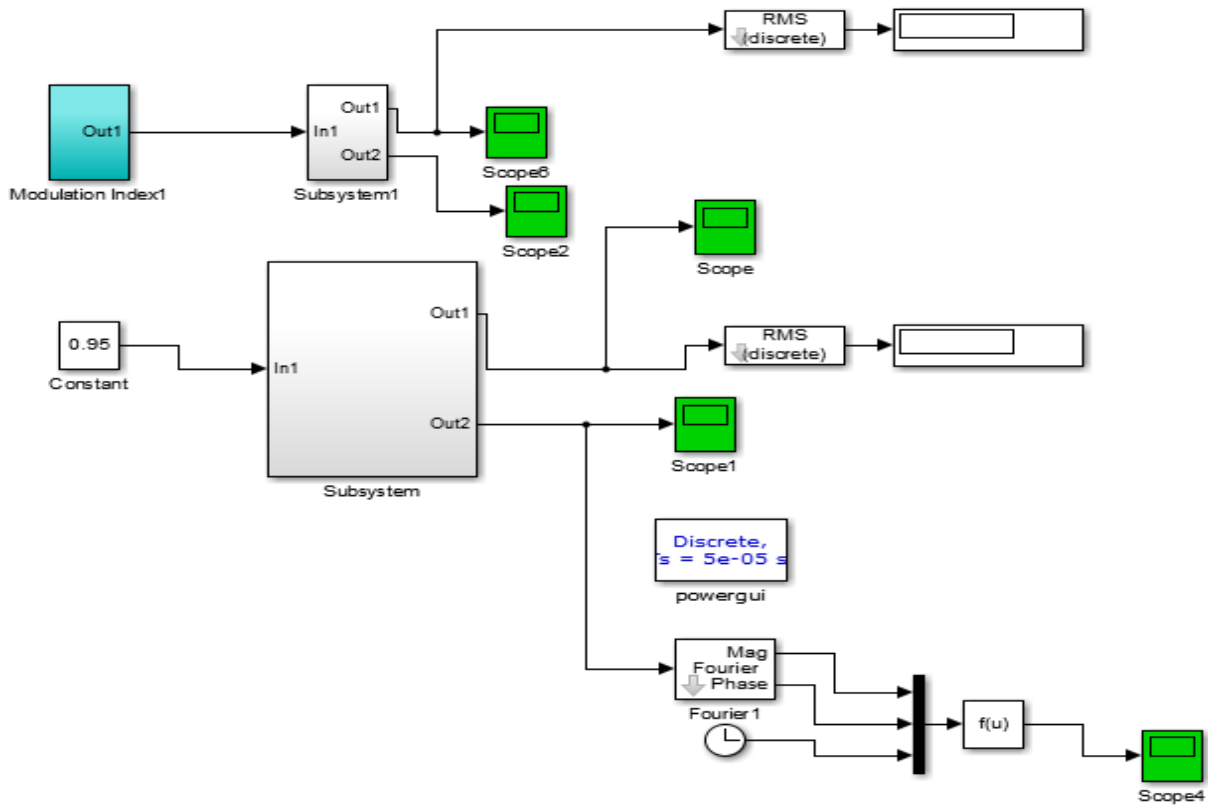 RMS
(discrete)
Out1
Modulation Index1
In1
Out1
Out2
Subsystem1
Scope6
Scope2
Scope
0.95
Constant
In1
Out1
Out2
Subsystem
RMS
(discrete)
Scope1
Discrete,
s = 5e-05 s
powergui
Mag
Fourier
Phase
Fourier1
f(u)
Scope4